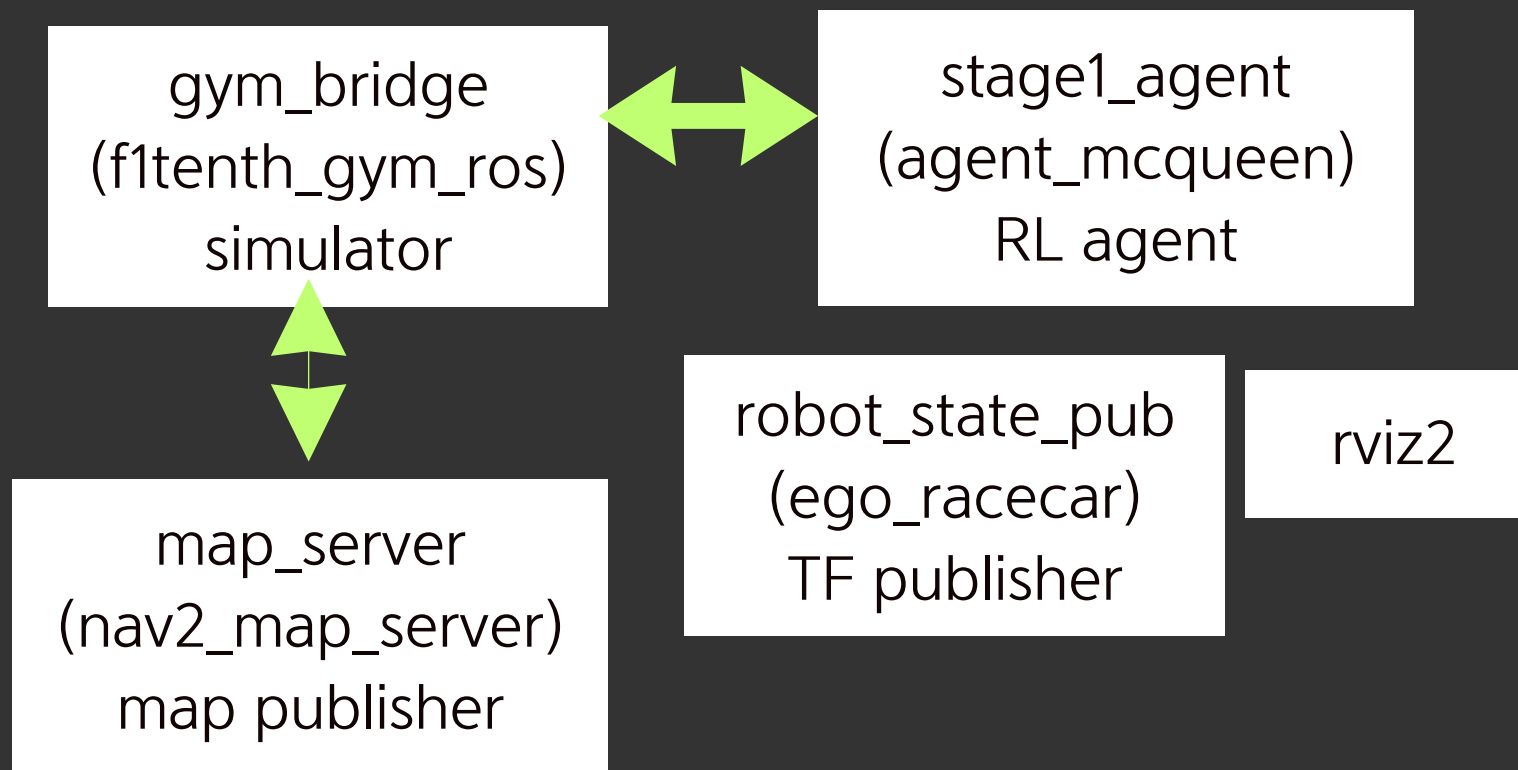 gym_bridge
(f1tenth_gym_ros)
simulator
stage1_agent
(agent_mcqueen)
RL agent
robot_state_pub
(ego_racecar)
TF publisher
rviz2
map_server
(nav2_map_server)
map publisher